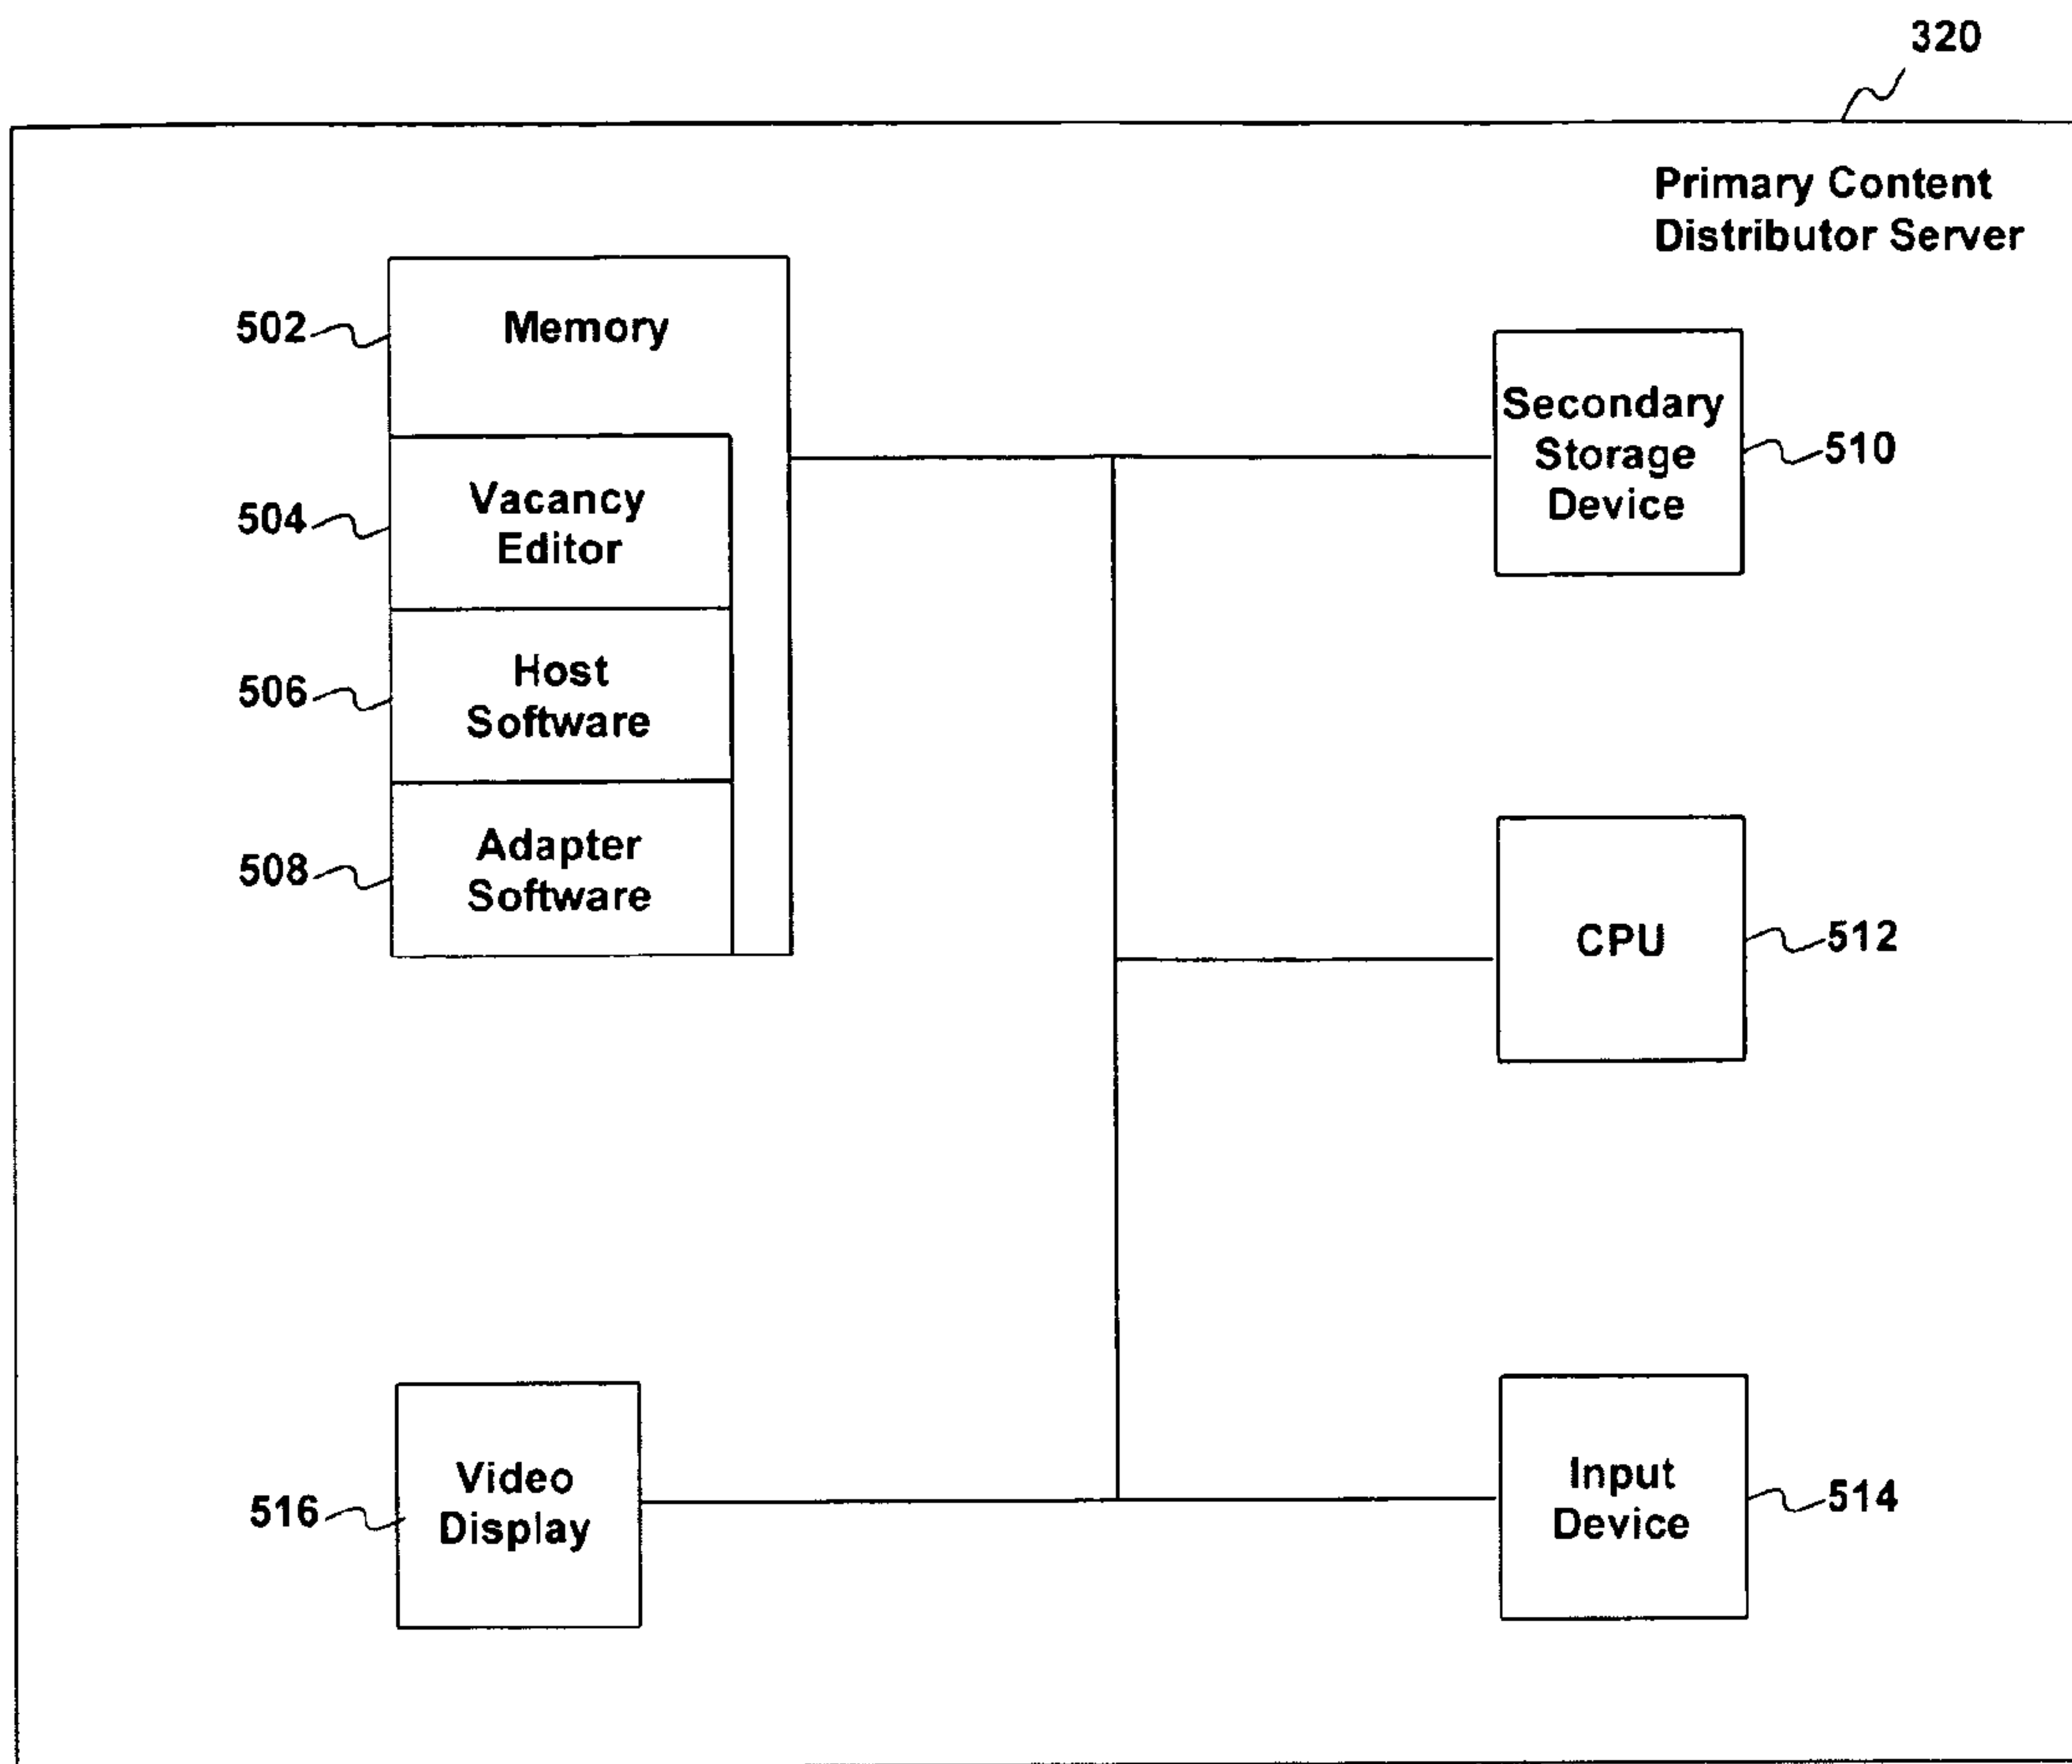 320
Primary Content
Distributor Server
502
Memory
504
Vacancy
Editor
506
Host
Software
508
Adapter
Software
Secondary
Storage
Device
510
CPU
512
516
Video
Display
Input
Device
514